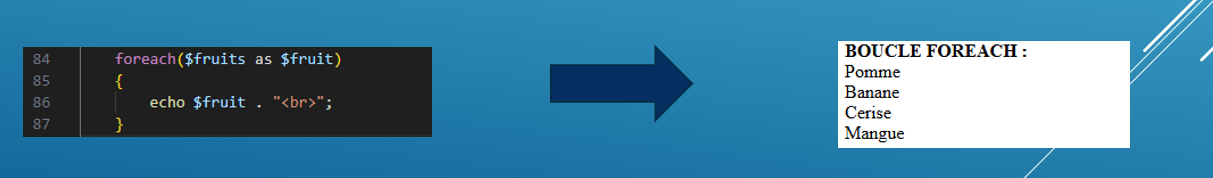 84 foreach($fruits as $fruit)
85 {
86 echo $fruit . "<br>";
87 }
BOUCLE FOREACH :
Pomme
Banane
Cerise
Mangue